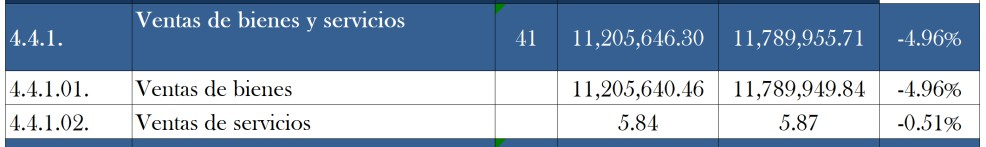 4.4.1. Ventas de bienes y servicios 41 11,205,646.30 11,789,955.71 -4.96%
4.4.1.01. Ventas de bienes 11,205,640.46 11,789,949.84 -4.96%
4.4.1.02. Ventas de servicios 5.84 5.87 -0.51%